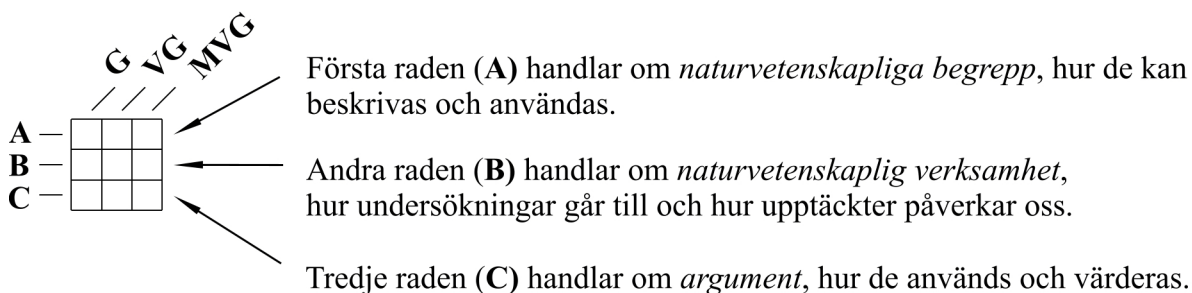 G VG MVG
Första raden (A) handlar om naturvetenskapliga begrepp, hur de kan
beskrivas och användas.
A
B
C
Andra raden (B) handlar om naturvetenskaplig verksamhet,
hur undersökningar går till och hur upptäckter påverkar oss.
Tredje raden (C) handlar om argument, hur de används och värderas.